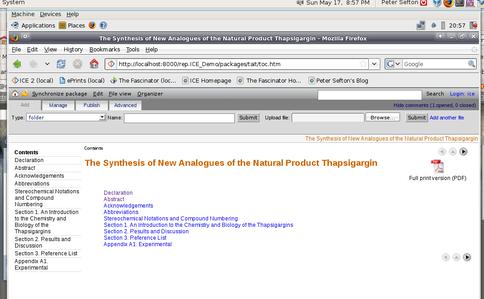 System
Sun May 17, 8:57 PM Peter Sefton
Machine Devices Help
Applications Places 20:57
The Synthesis of New Analogues of the Natural Product Thapsigargin - Mozilla Firefox
File Edit View History Bookmarks Tools Help
http://localhost:8000/rep.ICE_Demo/packages/tait/toc.htm
Google
ICE 2 (local) ePrints (local) The Fascinator (loc... ICE Homepage The Fascinator Ho... Peter Sefton's Blog
Synchronize package Edit File view Organizer Search Login: ice
Add Manage Publish Advanced Hide comments (1 opened, 0 closed)
Type: folder Name: Submit Upload file: Browse... Submit Add another file
The Synthesis of New Analogues of the Natural Product Thapsigargin
Contents
Declaration
Abstract
Acknowledgements
Abbreviations
Stereochemical Notations and Compound Numbering
Section 1. An Introduction to the Chemistry and Biology of the Thapsigargins
Section 2. Results and Discussion
Section 3. Reference List
Appendix A1. Experimental
Contents
The Synthesis of New Analogues of the Natural Product Thapsigargin
Full print version (PDF)
Declaration
Abstract
Acknowledgements
Abbreviations
Stereochemical Notations and Compound Numbering
Section 1. An Introduction to the Chemistry and Biology of the Thapsigargins
Section 2. Results and Discussion
Section 3. Reference List
Appendix A1. Experimental